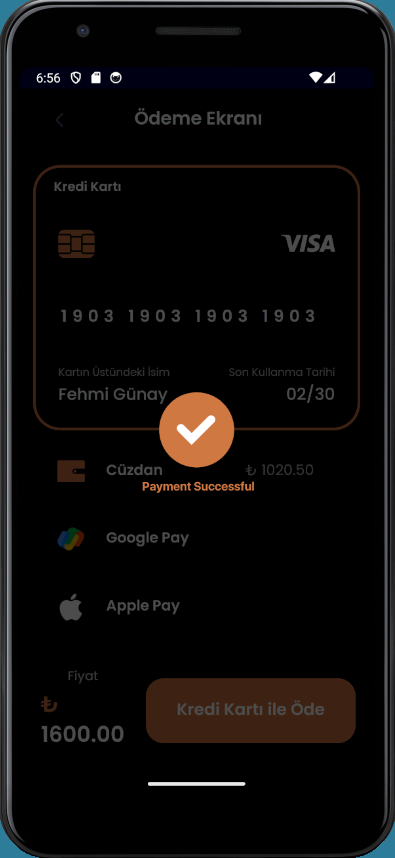 6:56
Ödeme Ekranı
Kredi Kartı
VISA
1903 1903 1903 1903
Kartın Üstündeki İsim Son Kullanma Tarihi
Fehmi Günay 02/30
Cüzdan ₺ 1020.50
Payment Successful
Google Pay
Apple Pay
Fiyat
₺
1600.00
Kredi Kartı ile Öde